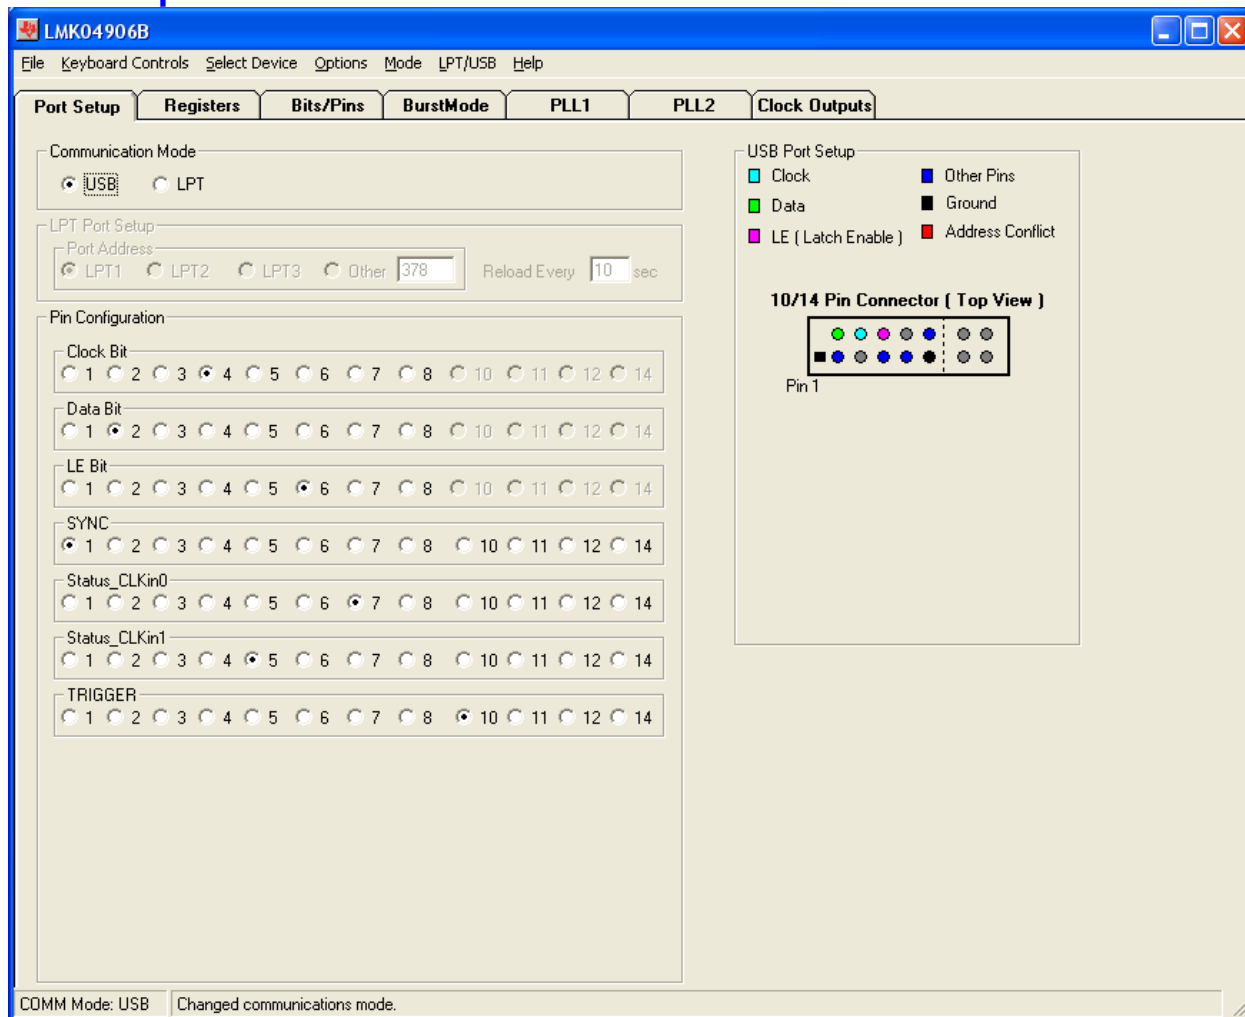 LMK04906B
File Keyboard Controls Select Device Options Mode LPT/USB Help
Port Setup Registers Bits/Pins BurstMode PLL1 PLL2 Clock Outputs
Communication Mode
USB LPT
LPT Port Setup
Port Address
LPT1 LPT2 LPT3 Other 378 Reload Every 10 sec
Pin Configuration
Clock Bit
1 2 3 4 5 6 7 8 10 11 12 14
Data Bit
1 2 3 4 5 6 7 8 10 11 12 14
LE Bit
1 2 3 4 5 6 7 8 10 11 12 14
SYNC
1 2 3 4 5 6 7 8 10 11 12 14
Status_CLKin0
1 2 3 4 5 6 7 8 10 11 12 14
Status_CLKin1
1 2 3 4 5 6 7 8 10 11 12 14
TRIGGER
1 2 3 4 5 6 7 8 10 11 12 14
USB Port Setup
Clock Other Pins
Data Ground
LE ( Latch Enable ) Address Conflict
10/14 Pin Connector ( Top View )
Pin 1
COMM Mode: USB Changed communications mode.